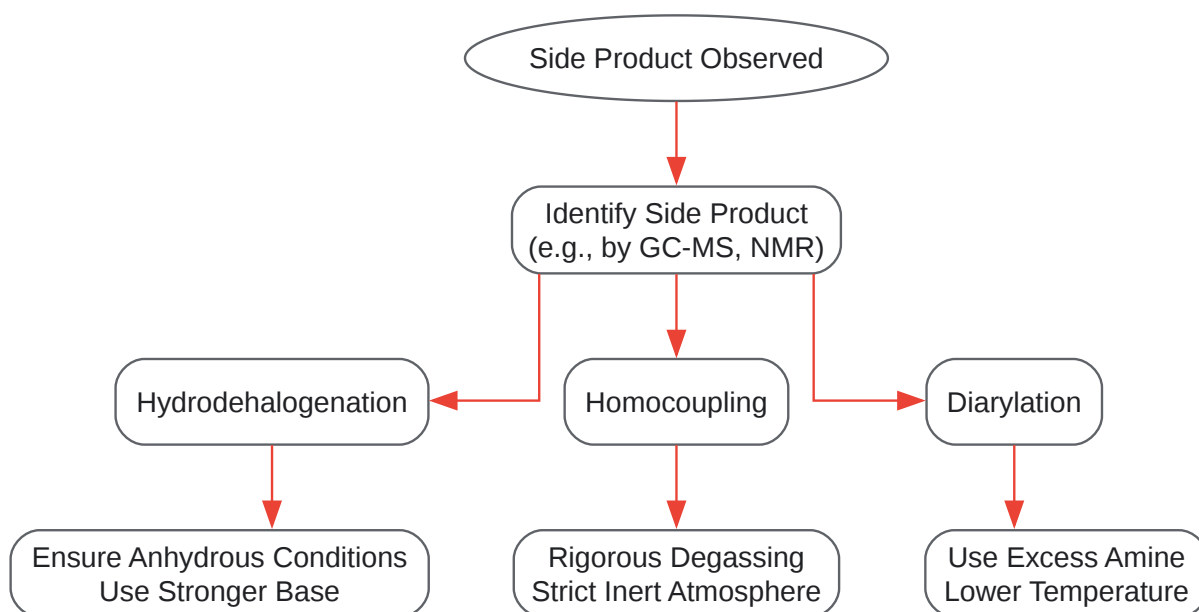 Side Product Observed
Identify Side Product
(e.g., by GC-MS, NMR)
Hydrodehalogenation
Homocoupling
Diarylation
Ensure Anhydrous Conditions
Use Stronger Base
Rigorous Degassing
Strict Inert Atmosphere
Use Excess Amine
Lower Temperature